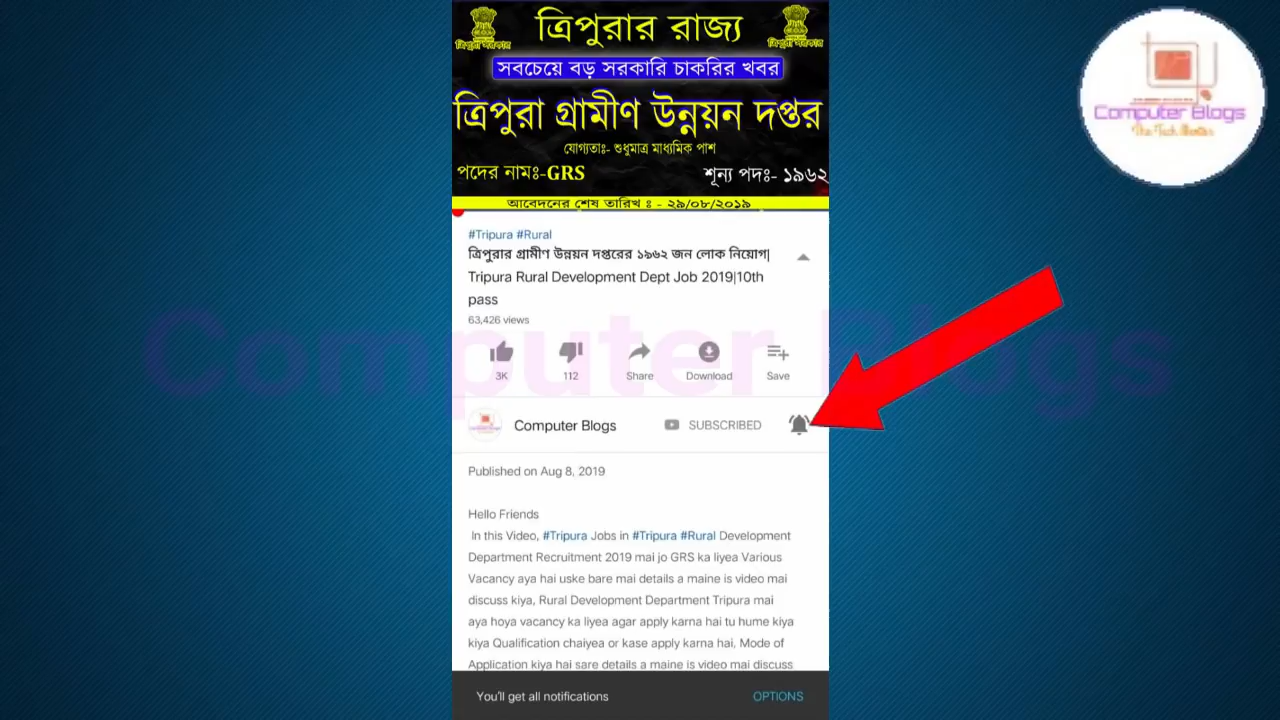 ত্রিপুরার রাজ্য
ত্রিপুরা সরকার
ত্রিপুরা সরকার
সবচেয়ে বড় সরকারি চাকরির খবর
ত্রিপুরা গ্রামীণ উন্নয়ন দপ্তর
যোগ্যতাঃ- শুধুমাত্র মাধ্যমিক পাশ
পদের নামঃ-GRS
শূন্য পদঃ- ১৯৬২
আবেদনের শেষ তারিখ ঃ - ২৯/০৮/২০১৯
Computer Blogs
The Tech Mentor
#Tripura #Rural
ত্রিপুরার গ্রামীণ উন্নয়ন দপ্তরের ১৯৬২ জন লোক নিয়োগ|
Tripura Rural Development Dept Job 2019|10th
pass
63,426 views
Computer Blogs
3K
112
Share
Download
Save
Computer Blogs
SUBSCRIBED
Published on Aug 8, 2019
Hello Friends
In this Video, #Tripura Jobs in #Tripura #Rural Development
Department Recruitment 2019 mai jo GRS ka liyea Various
Vacancy aya hai uske bare mai details a maine is video mai
discuss kiya, Rural Development Department Tripura mai
aya hoya vacancy ka liyea agar apply karna hai tu hume kiya
kiya Qualification chaiyea or kase apply karna hai, Mode of
Application kiya hai sare details a maine is video mai discuss
You'll get all notifications
OPTIONS